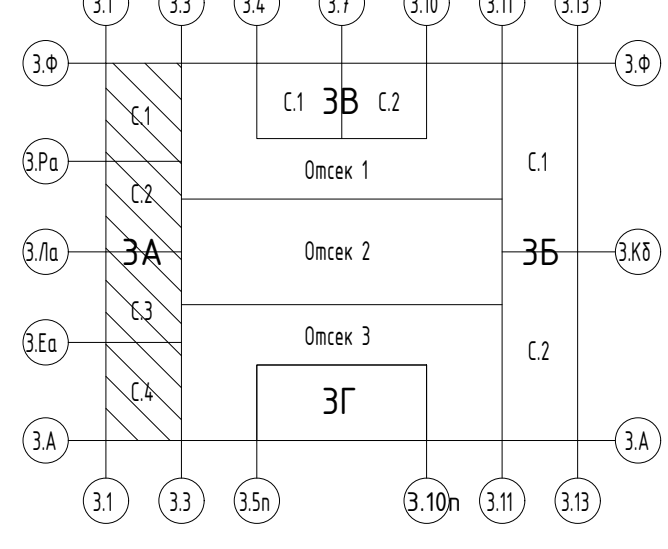 3.1 3.3 3.4 3.7 3.10 3.11 3.13
3.Ф 3.Ф
С.1 С.1 3В С.2
3.Ра Отсек 1 С.1
С.2
3.Ла 3А Отсек 2 3Б 3.Кб
С.3
3.Еа Отсек 3 С.2
С.4 3Г
3.А 3.А
3.1 3.3 3.5п 3.10п 3.11 3.13